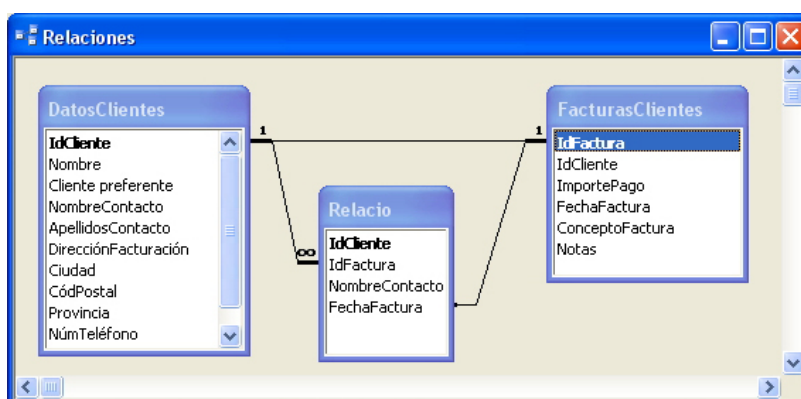 Relaciones
DatosClientes
IdCliente
Nombre
Cliente preferente
NombreContacto
ApellidosContacto
DirecciónFacturación
Ciudad
CódPostal
Provincia
NúmTeléfono
1
∞
Relacio
IdCliente
IdFactura
NombreContacto
FechaFactura
1
FacturasClientes
IdFactura
IdCliente
ImportePago
FechaFactura
ConceptoFactura
Notas